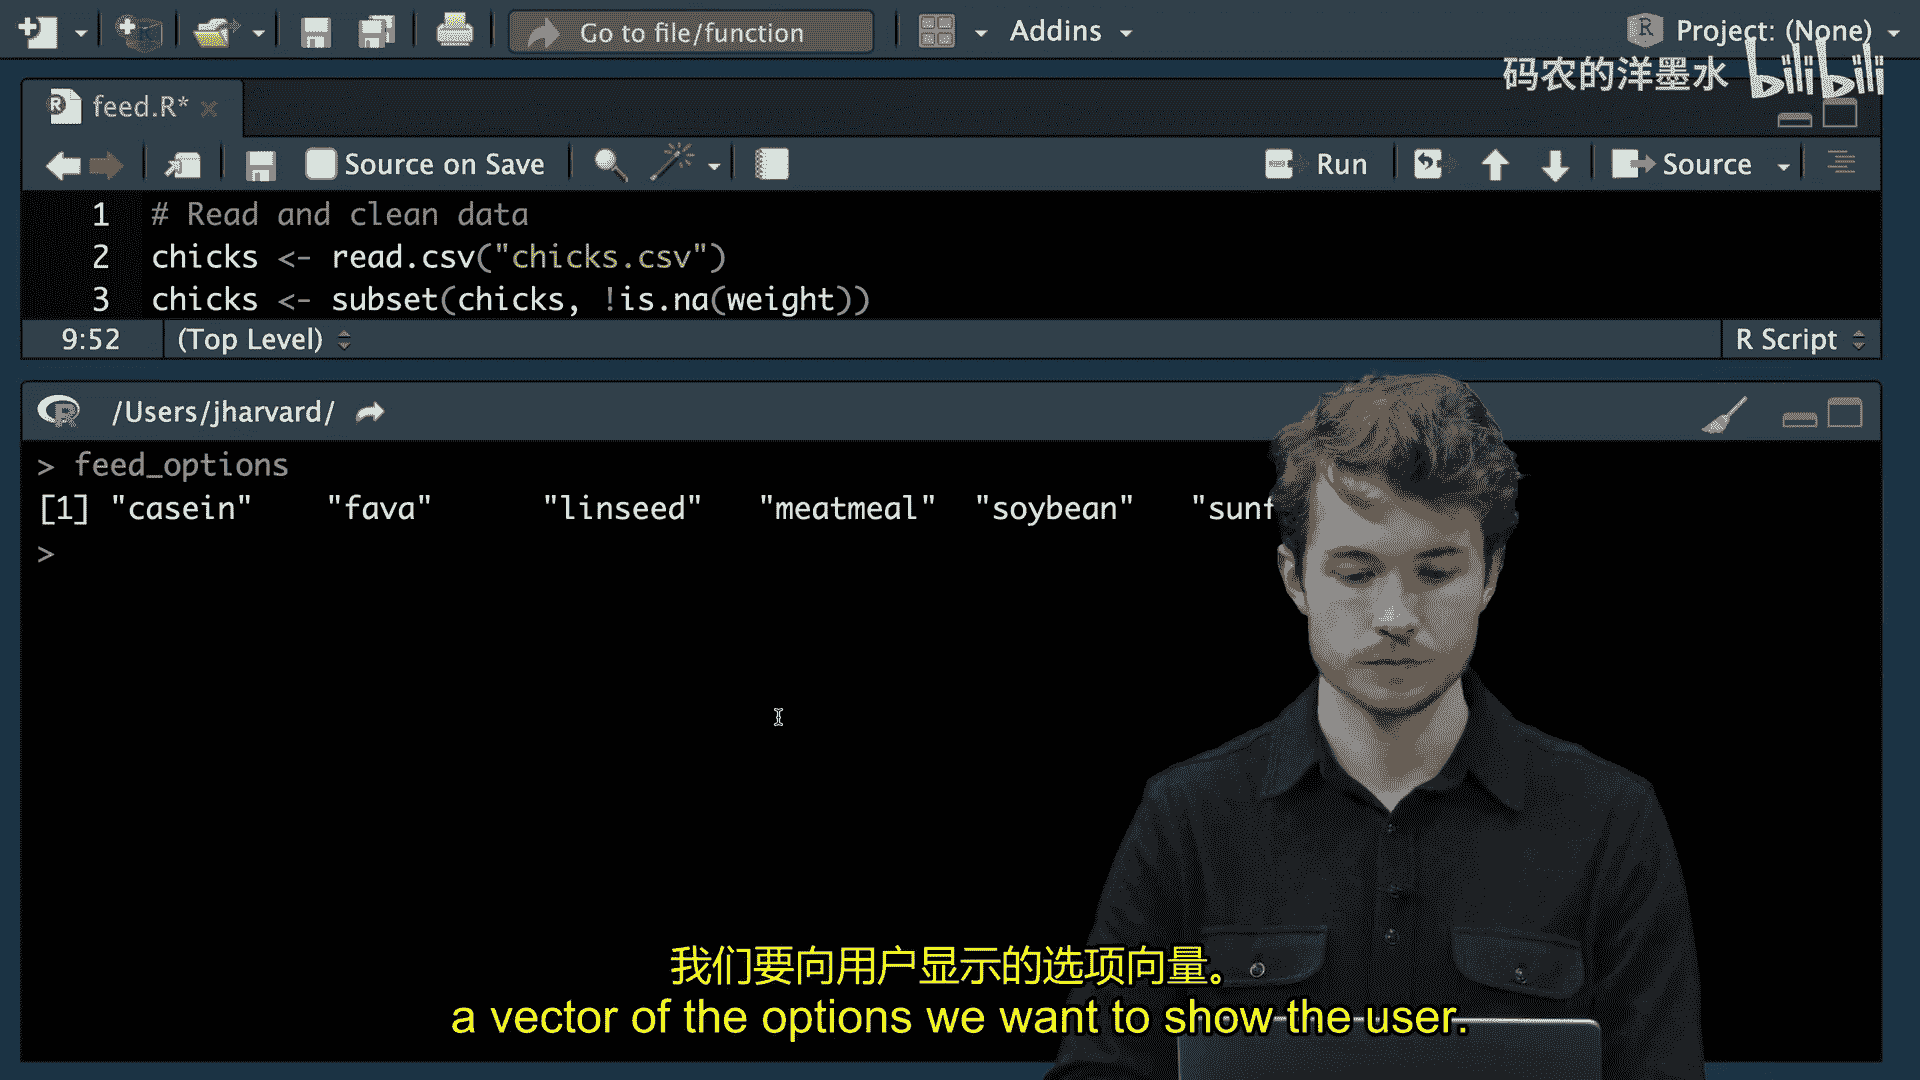 Go to file/function
Addins
Project: (None)
码农的洋墨水 bilibili
feed.R*
Source on Save
Run
Source
1 # Read and clean data
2 chicks <- read.csv("chicks.csv")
3 chicks <- subset(chicks, !is.na(weight))
9:52 (Top Level) R Script
/Users/jharvard/
> feed_options
[1] "casein" "fava" "linseed" "meatmeal" "soybean" "sunf
>
我们要向用户显示的选项向量。
a vector of the options we want to show the user.